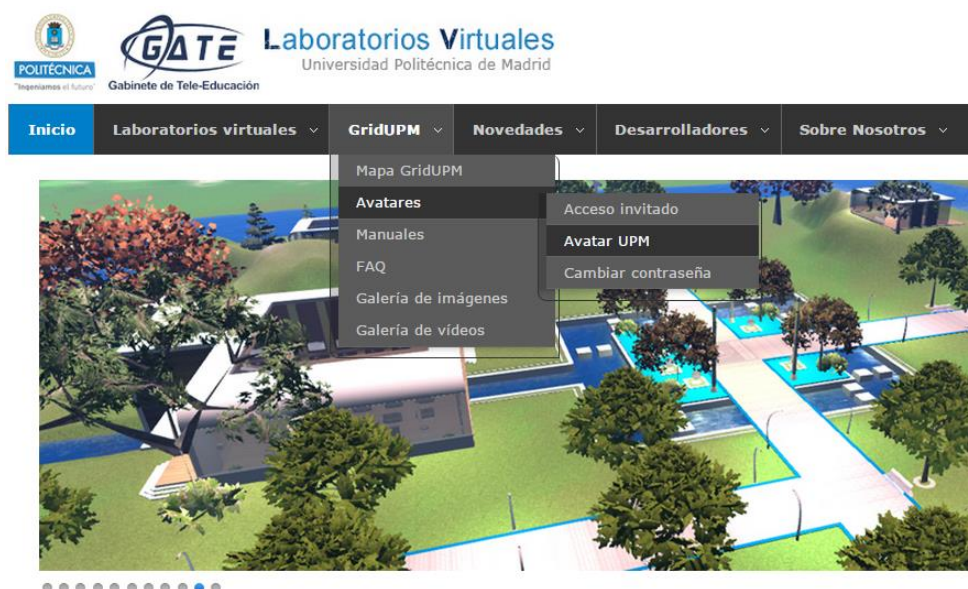 GATE
Laboratorios Virtuales
Universidad Politécnica de Madrid
POLITÉCNICA
"Ingeniamos el futuro"
Gabinete de Tele-Educación
Inicio
Laboratorios virtuales
GridUPM
Novedades
Desarrolladores
Sobre Nosotros
Mapa GridUPM
Avatares
Manuales
FAQ
Galería de imágenes
Galería de vídeos
Acceso invitado
Avatar UPM
Cambiar contraseña